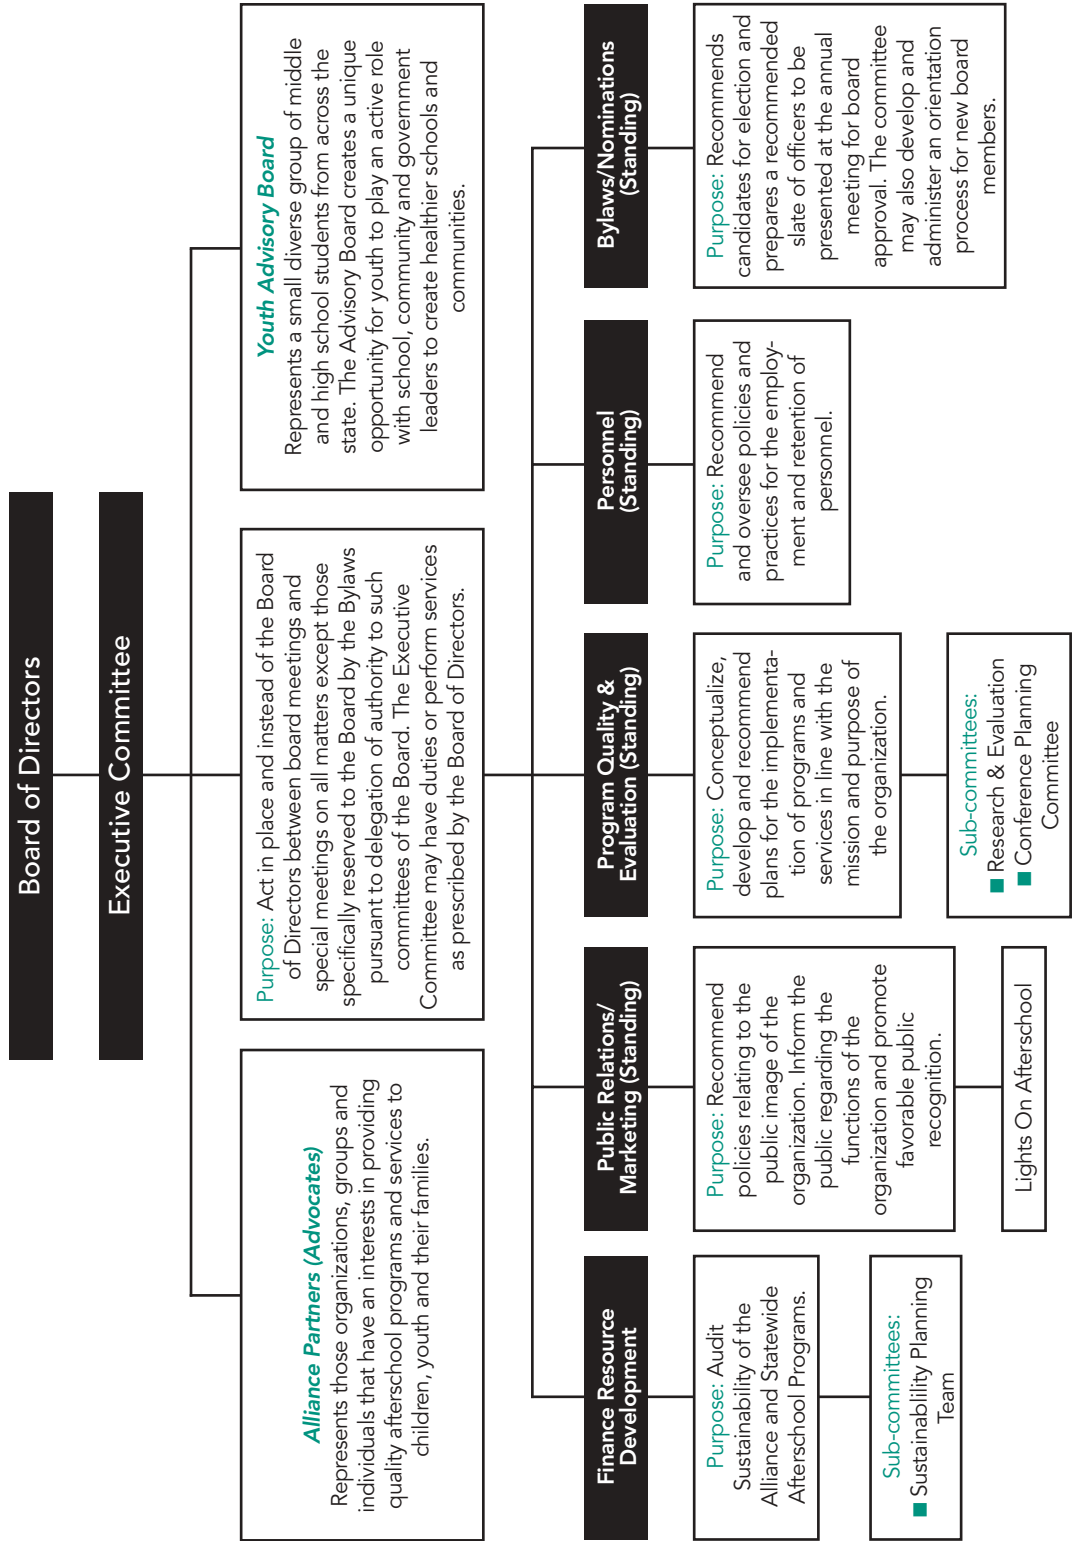 Board of Directors
Executive Committee
Alliance Partners (Advocates)
Represents those organizations, groups and
individuals that have an interests in providing
quality afterschool programs and services to
children, youth and their families.
Purpose: Act in place and instead of the Board
of Directors between board meetings and
special meetings on all matters except those
specifically reserved to the Board by the Bylaws
pursuant to delegation of authority to such
committees of the Board. The Executive
Committee may have duties or perform services
as prescribed by the Board of Directors.
Youth Advisory Board
Represents a small diverse group of middle
and high school students from across the
state. The Advisory Board creates a unique
opportunity for youth to play an active role
with school, community and government
leaders to create healthier schools and
communities.
Finance Resource
Development
Purpose: Audit
Sustainability of the
Alliance and Statewide
Afterschool Programs.
Sub-committees:
■ Sustainablility Planning
Team
Public Relations/
Marketing (Standing)
Purpose: Recommend
policies relating to the
public image of the
organization. Inform the
public regarding the
functions of the
organization and promote
favorable public
recognition.
Lights On Afterschool
Program Quality &
Evaluation (Standing)
Purpose: Conceptualize,
develop and recommend
plans for the implementa-
tion of programs and
services in line with the
mission and purpose of
the organization.
Sub-committees:
■ Research & Evaluation
■ Conference Planning
Committee
Personnel
(Standing)
Purpose: Recommend
and oversee policies and
practices for the employ-
ment and retention of
personnel.
Bylaws/Nominations
(Standing)
Purpose: Recommends
candidates for election and
prepares a recommended
slate of officers to be
presented at the annual
meeting for board
approval. The committee
may also develop and
administer an orientation
process for new board
members.